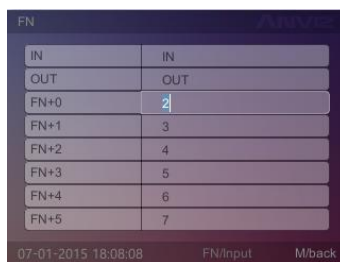 FN ANVIZ
IN IN
OUT OUT
FN+0 2
FN+1 3
FN+2 4
FN+3 5
FN+4 6
FN+5 7
07-01-2015 18:08:08 FN/Input M/back